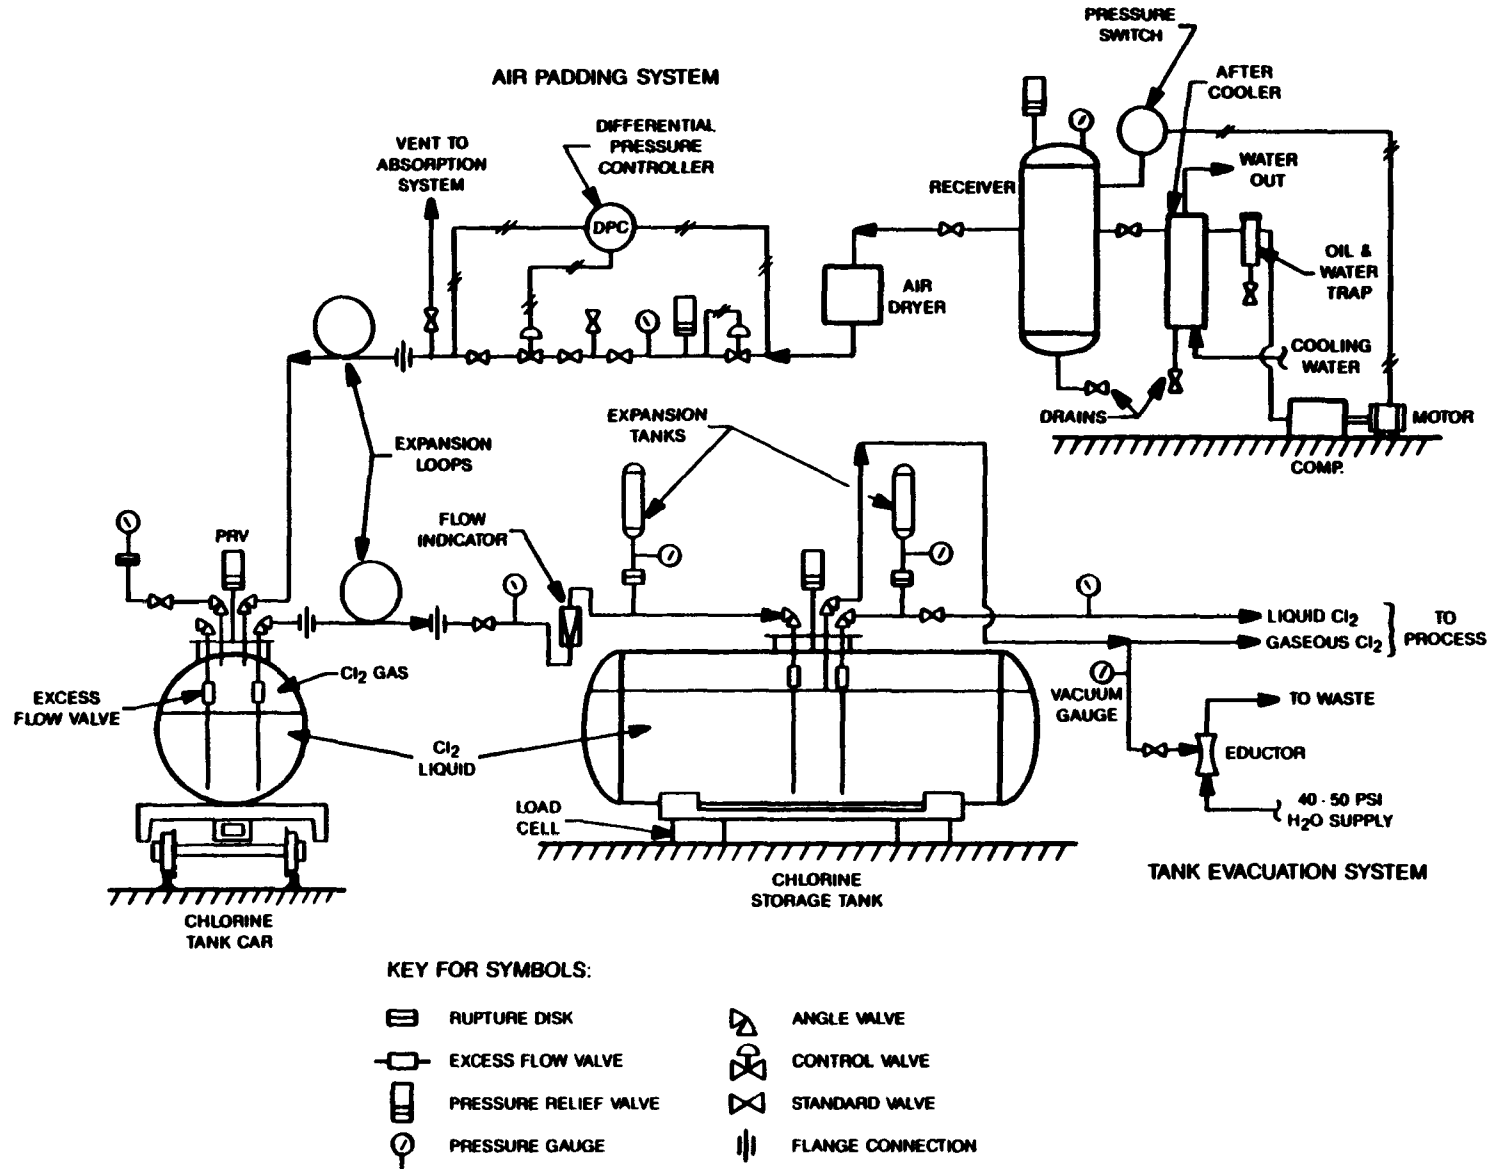 PRESSURE
SWITCH
AIR PADDING SYSTEM
AFTER
COOLER
VENT TO
ABSORPTION
SYSTEM
DIFFERENTIAL
PRESSURE
CONTROLLER
DPC
RECEIVER
WATER
OUT
OIL &
WATER
TRAP
AIR
DRYER
COOLING
WATER
DRAINS
MOTOR
COMP.
EXPANSION
LOOPS
EXPANSION
TANKS
PRV
FLOW
INDICATOR
LIQUID Cl2
GASEOUS Cl2
TO
PROCESS
Cl2 GAS
EXCESS
FLOW VALVE
Cl2
LIQUID
VACUUM
GAUGE
TO WASTE
EDUCTOR
LOAD
CELL
40 - 50 PSI
H2O SUPPLY
TANK EVACUATION SYSTEM
CHLORINE
STORAGE TANK
CHLORINE
TANK CAR
KEY FOR SYMBOLS:
RUPTURE DISK
EXCESS FLOW VALVE
PRESSURE RELIEF VALVE
PRESSURE GAUGE
ANGLE VALVE
CONTROL VALVE
STANDARD VALVE
FLANGE CONNECTION